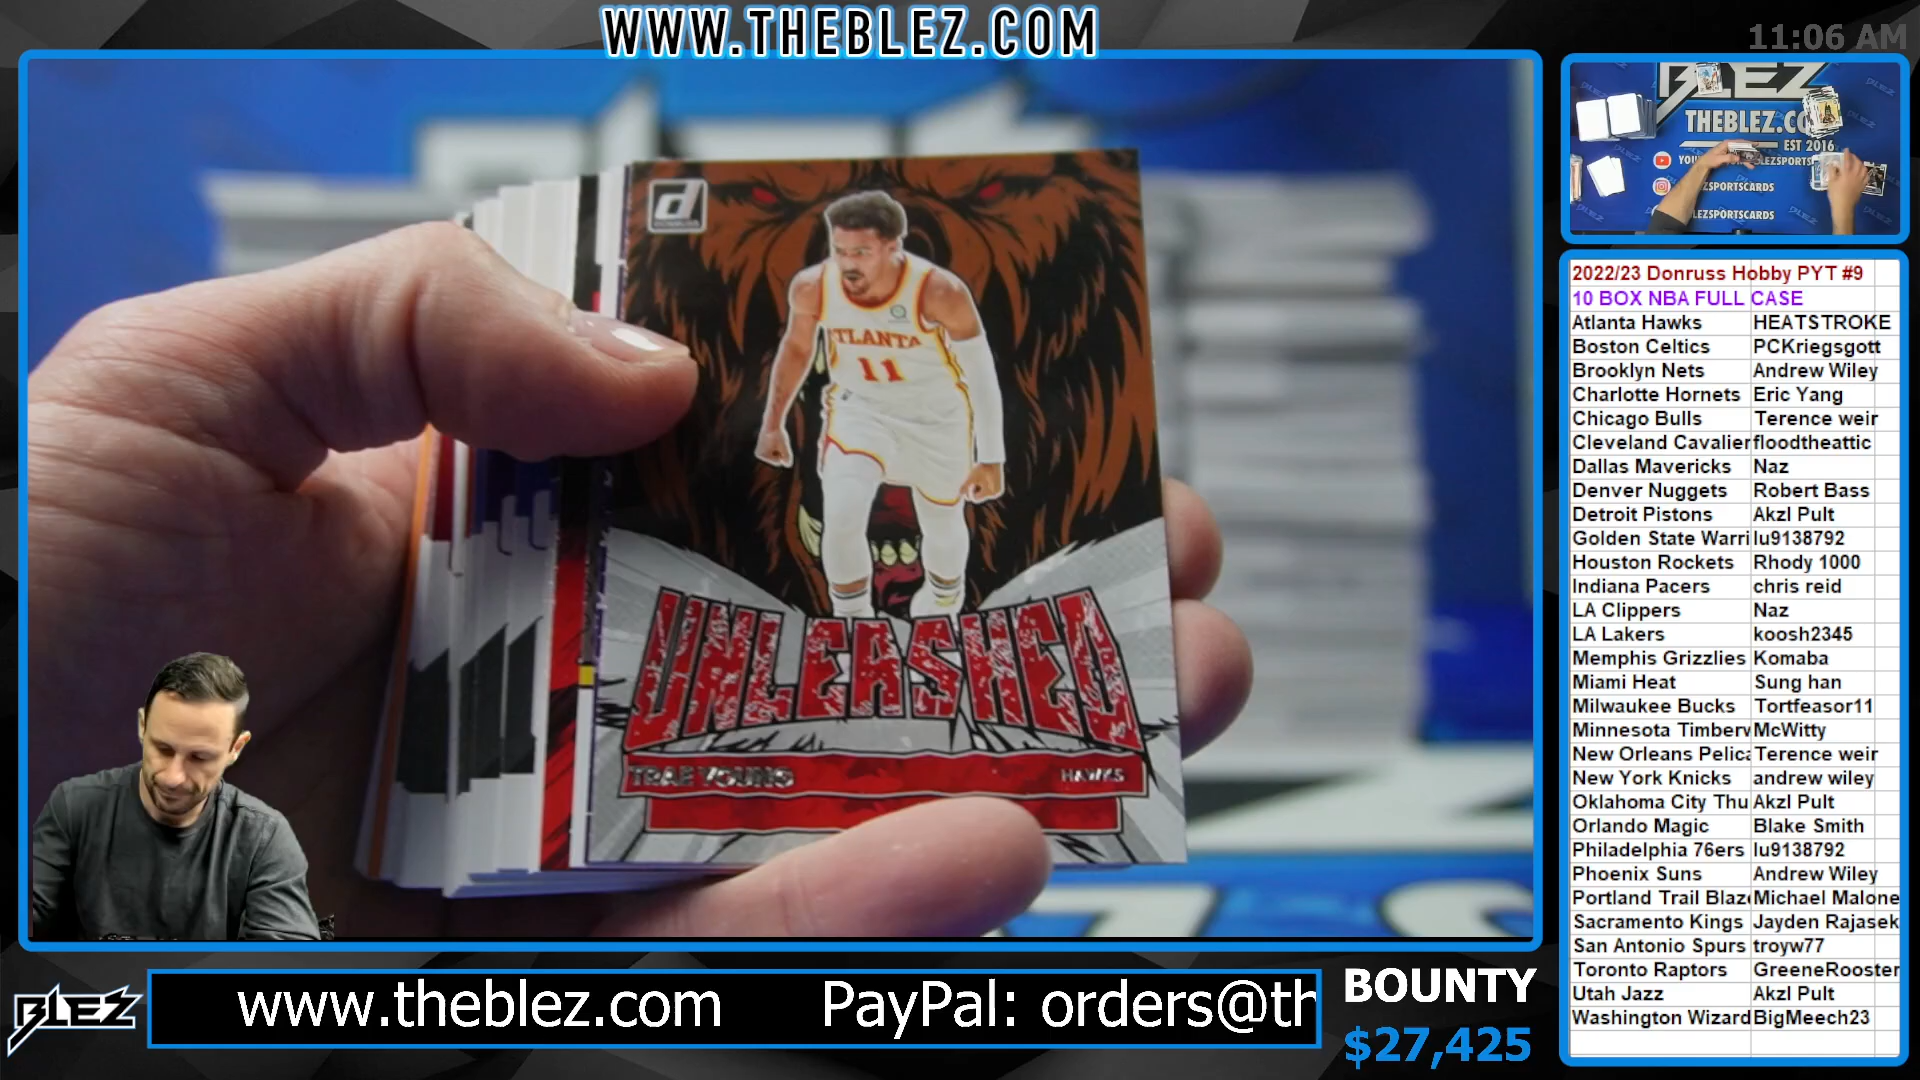 WWW.THEBLEZ.COM
11:06 AM
BLEZ
THEBLEZ.CO
EST 2016
LEZSPORTS
EZSPORTSCARDS
LEZSPORTSCARDS
d
DONRUSS
ATLANTA
11
UNLEASHED
TRAE YOUNG
HAWKS
2022/23 Donruss Hobby PYT #9
10 BOX NBA FULL CASE
Atlanta Hawks HEATSTROKE
Boston Celtics PCKriegsgott
Brooklyn Nets Andrew Wiley
Charlotte Hornets Eric Yang
Chicago Bulls Terence weir
Cleveland Cavalier floodtheattic
Dallas Mavericks Naz
Denver Nuggets Robert Bass
Detroit Pistons Akzl Pult
Golden State Warri lu9138792
Houston Rockets Rhody 1000
Indiana Pacers chris reid
LA Clippers Naz
LA Lakers koosh2345
Memphis Grizzlies Komaba
Miami Heat Sung han
Milwaukee Bucks Tortfeasor11
Minnesota Timberv McWitty
New Orleans Pelica Terence weir
New York Knicks andrew wiley
Oklahoma City Thu Akzl Pult
Orlando Magic Blake Smith
Philadelphia 76ers lu9138792
Phoenix Suns Andrew Wiley
Portland Trail Blaze Michael Malone
Sacramento Kings Jayden Rajasek
San Antonio Spurs troyw77
Toronto Raptors GreeneRooster
Utah Jazz Akzl Pult
Washington Wizard BigMeech23
BLEZ
www.theblez.com PayPal: orders@th
BOUNTY
$27,425